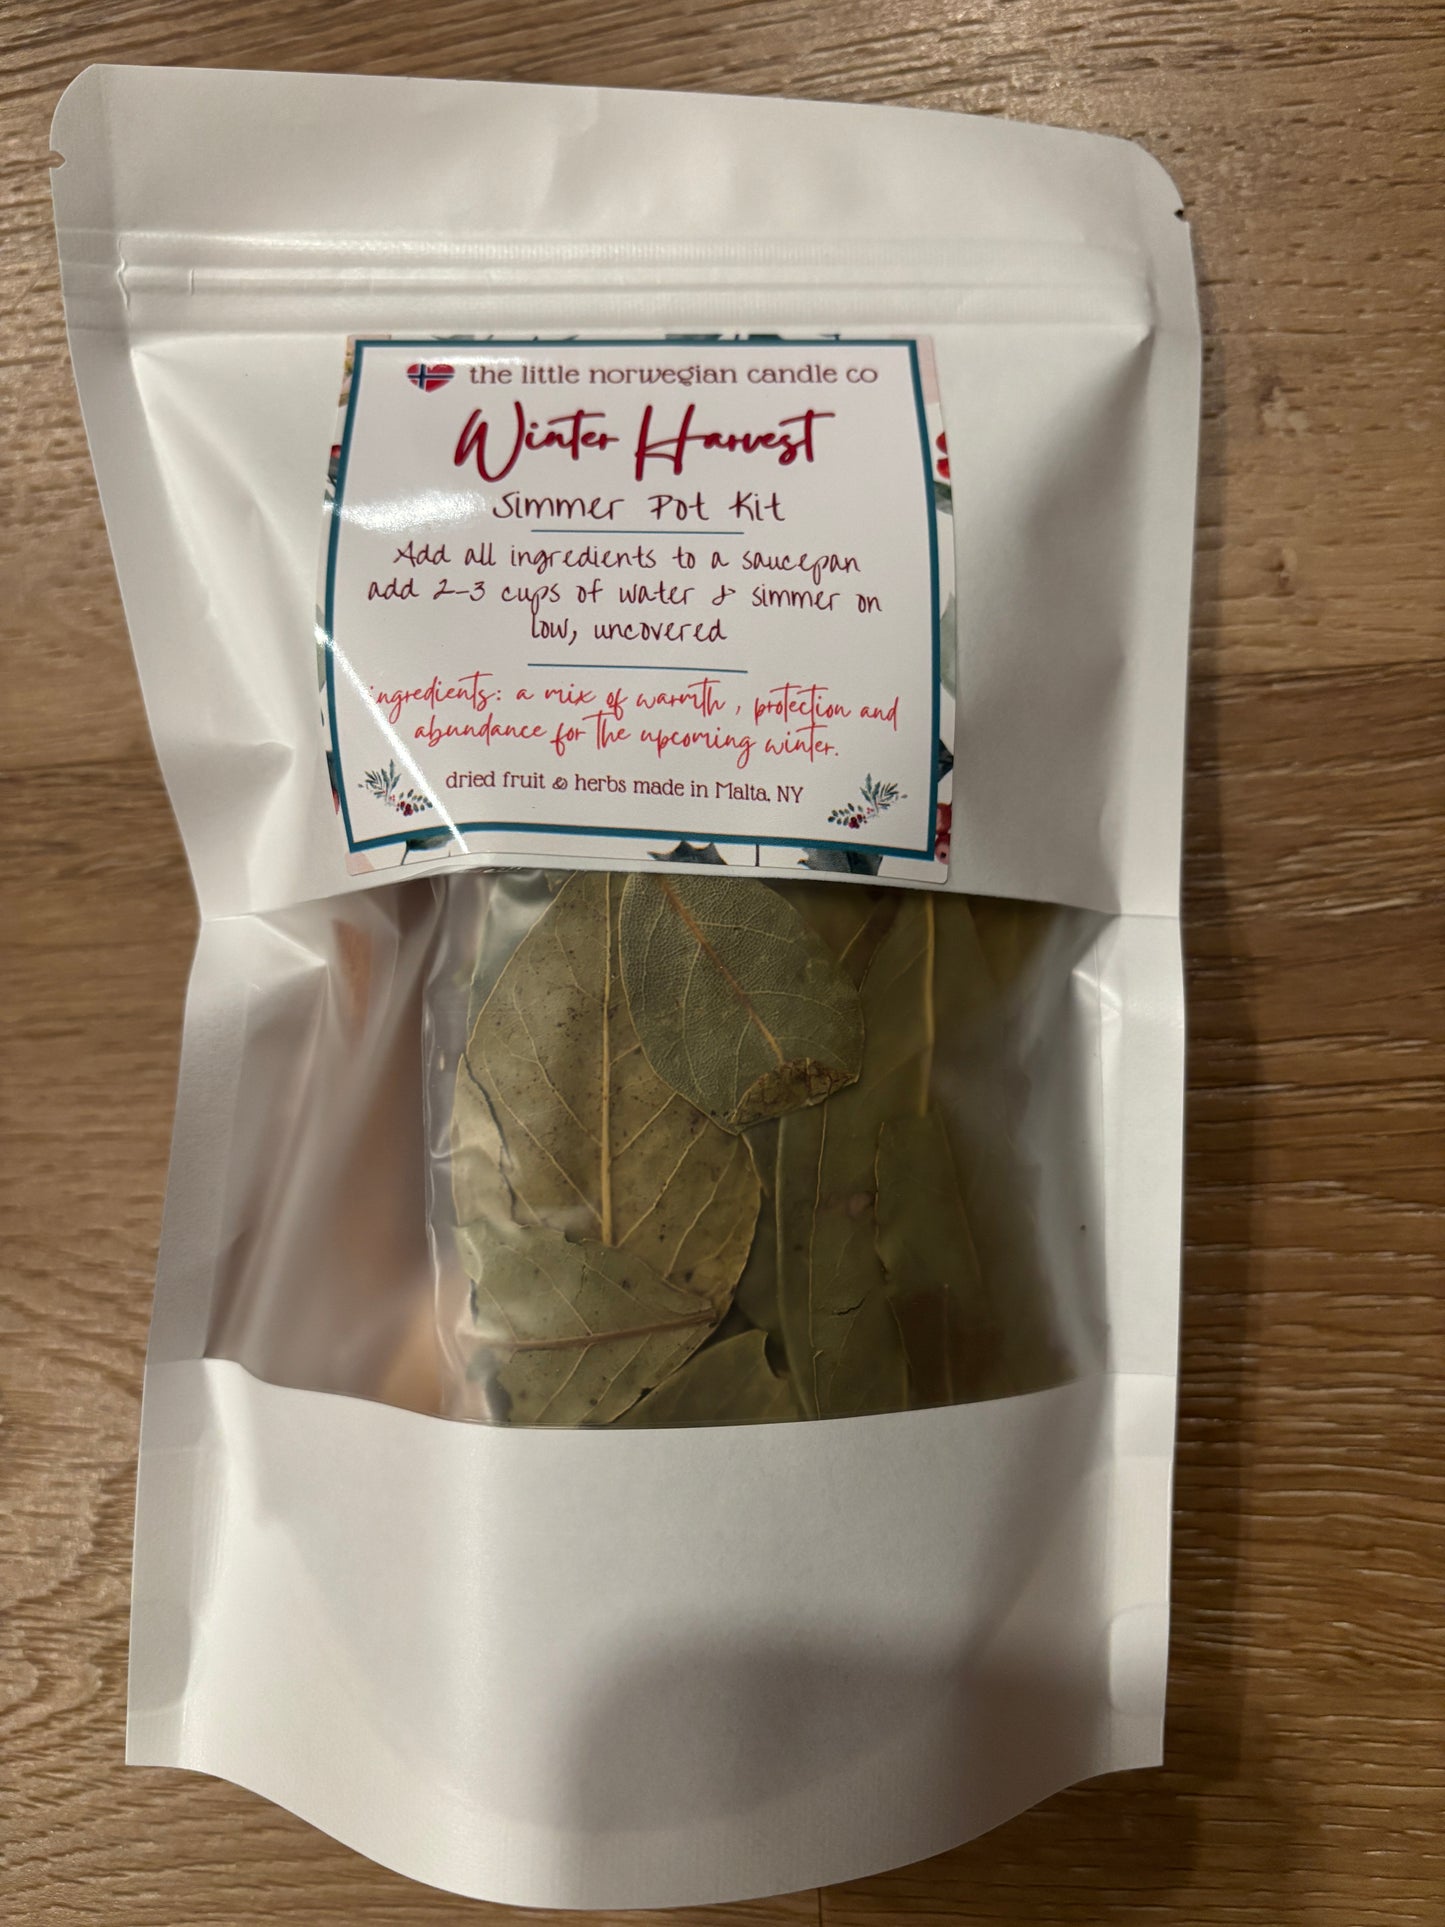 the little norwegian candle co
Winter Harvest
Simmer Pot Kit
Add all ingredients to a saucepan
add 2-3 cups of water & simmer on
low, uncovered
ingredients: a mix of warmth, protection and
abundance for the upcoming winter.
dried fruit & herbs made in Malta, NY